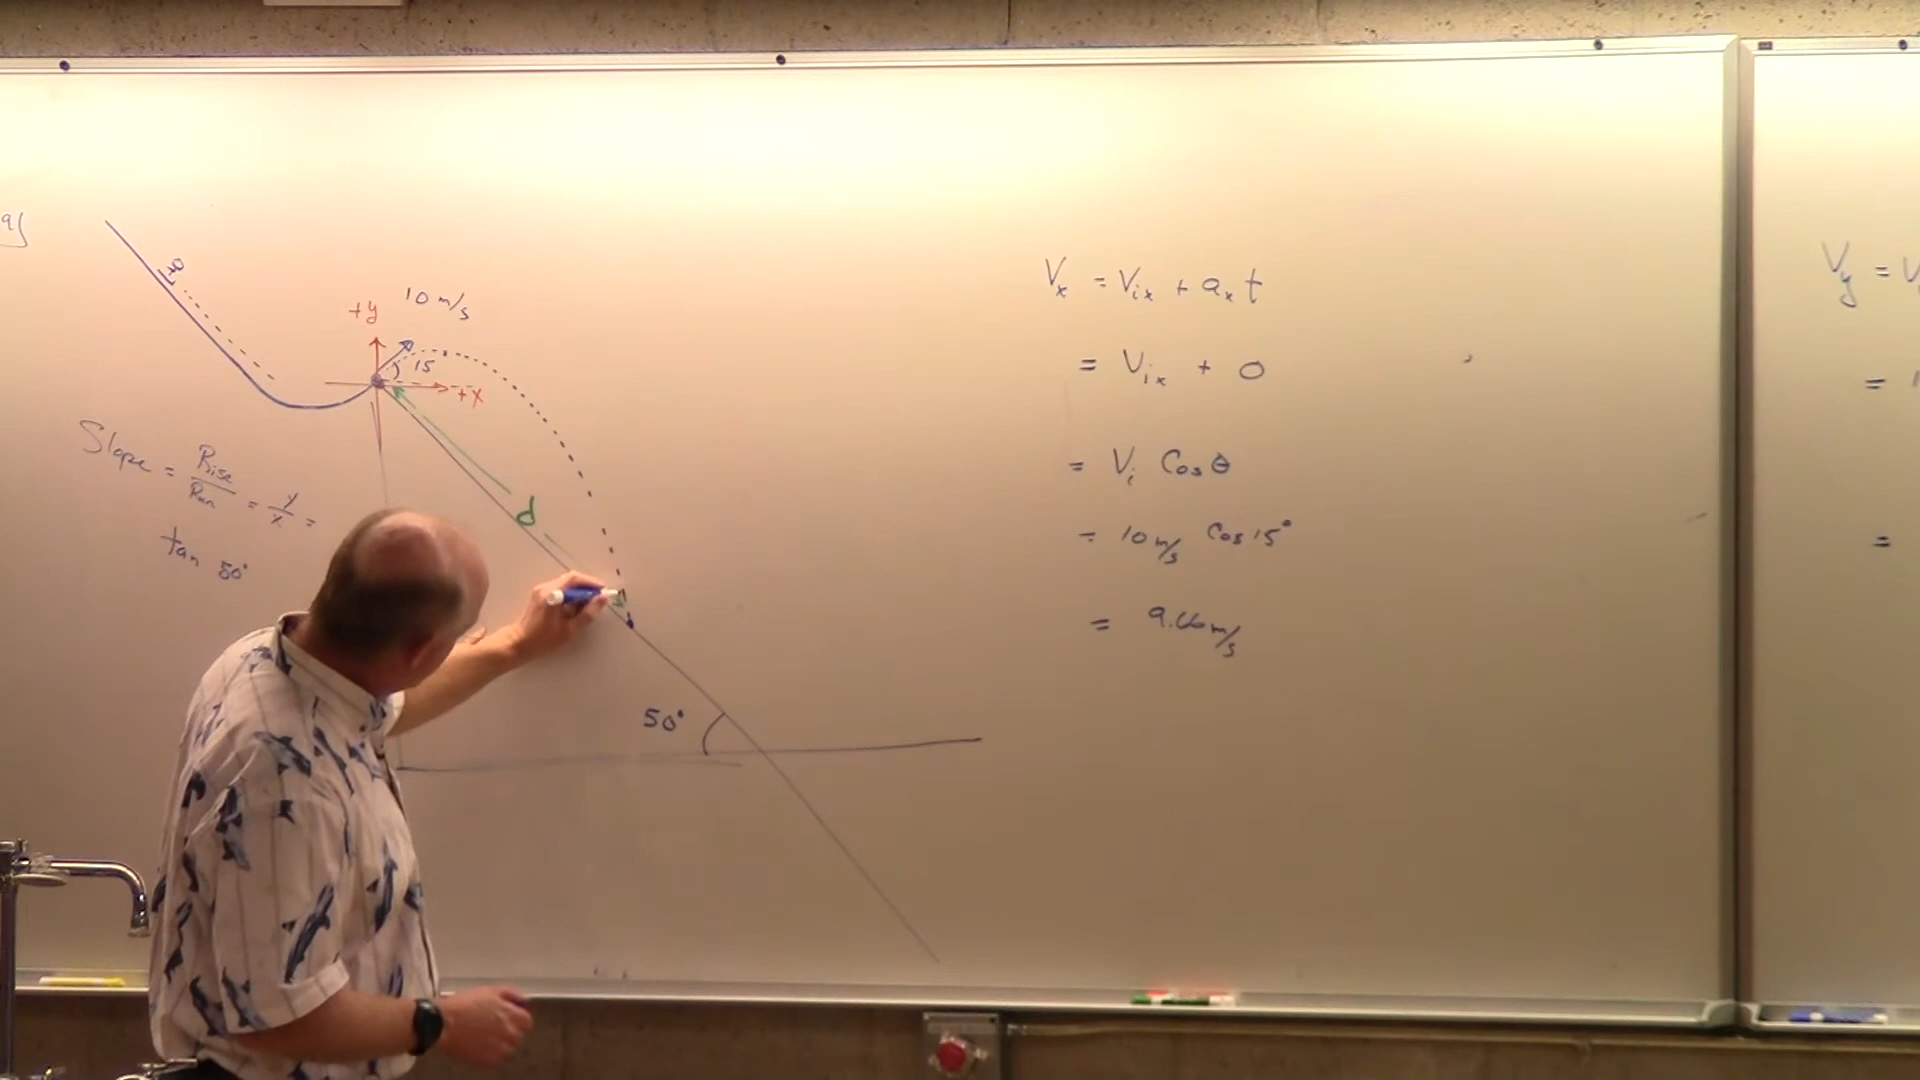 9)
10 m/s
+y
15
+x
Slope = Rise/Run = y/x =
tan 50°
d
50°
Vx = Vix + ax t
= Vix + 0
= Vi Cos θ
= 10 m/s Cos 15°
= 9.66 m/s
Vy =
=
=